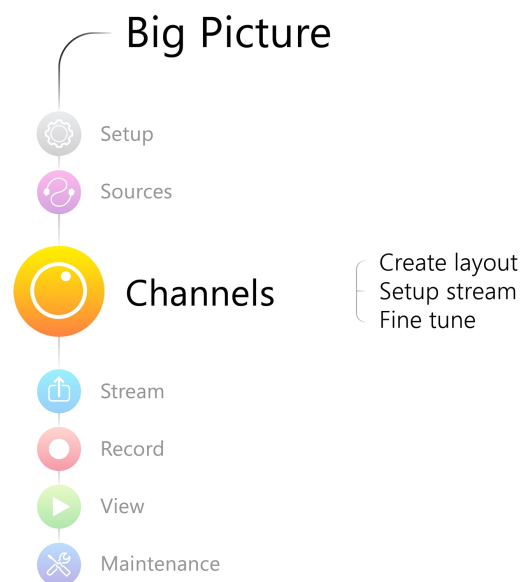 Big Picture
Setup
Sources
Channels
Create layout
Setup stream
Fine tune
Stream
Record
View
Maintenance